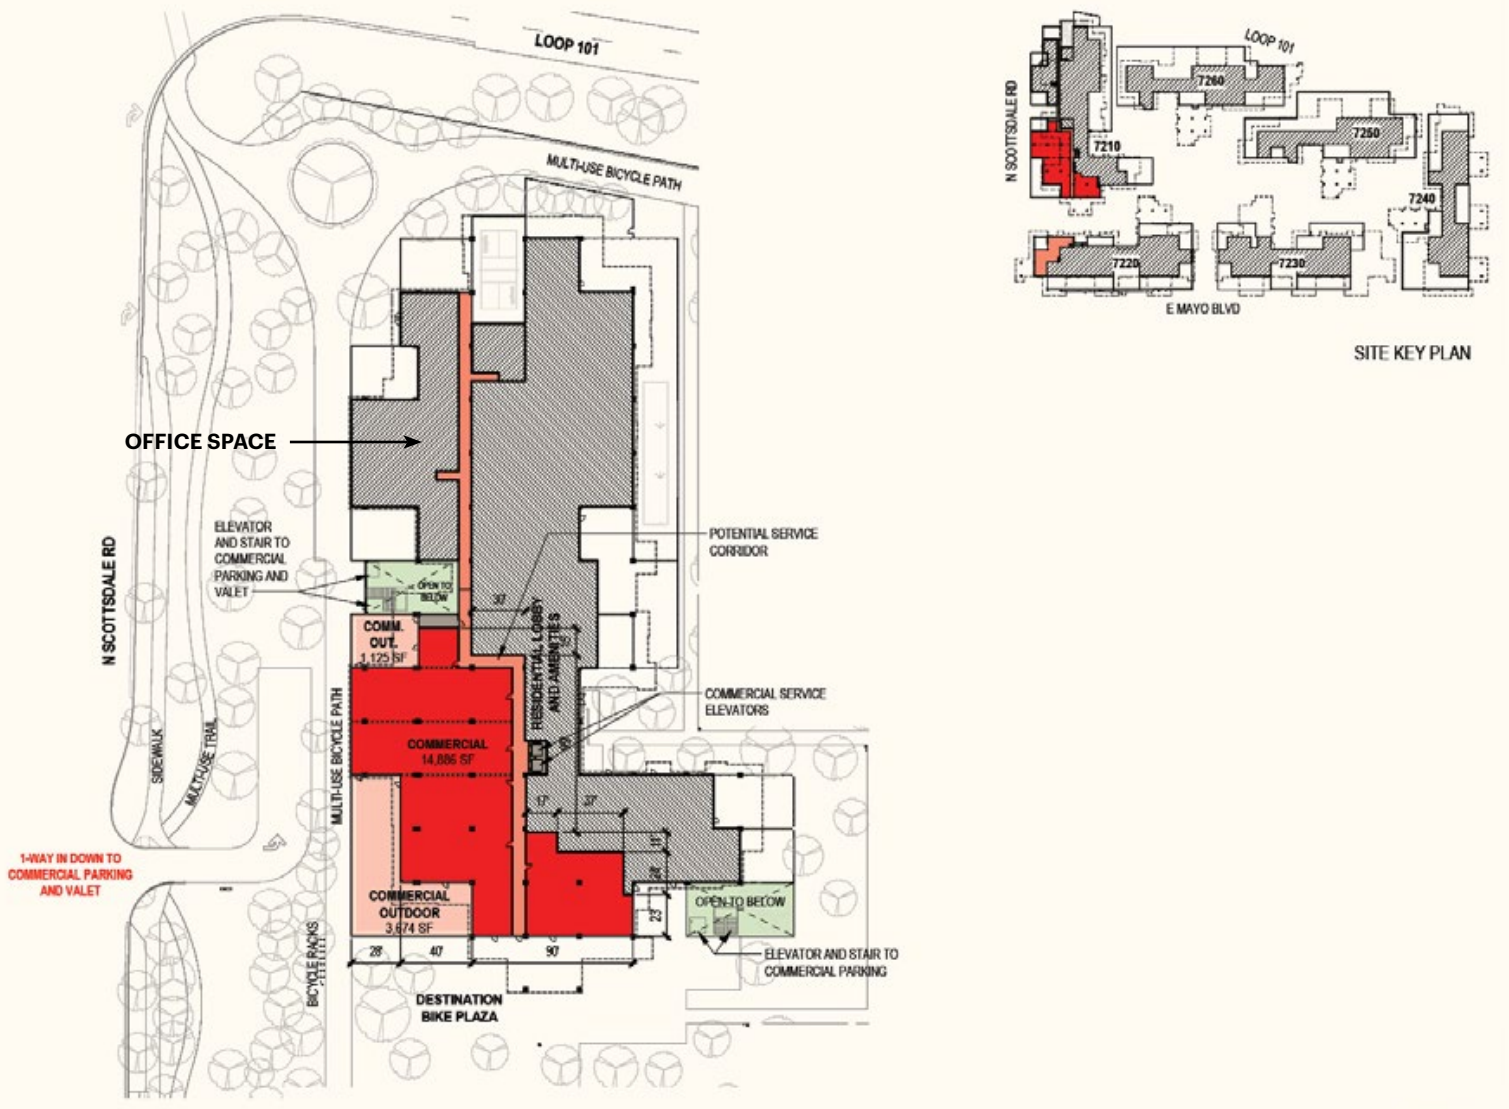 LOOP 101
MULTI-USE BICYCLE PATH
OFFICE SPACE
ELEVATOR
AND STAIR TO
COMMERCIAL
PARKING AND
VALET
OPEN TO
BELOW
POTENTIAL SERVICE
CORRIDOR
30'
N SCOTTSDALE RD
COMM.
OUT.
1,125 SF
RESIDENTIAL LOBBY
AND AMENITIES
COMMERCIAL SERVICE
ELEVATORS
SIDEWALK
MULTI-USE TRAIL
MULTI-USE BICYCLE PATH
COMMERCIAL
14,886 SF
17'
37'
11'
1-WAY IN DOWN TO
COMMERCIAL PARKING
AND VALET
COMMERCIAL
OUTDOOR
3,674 SF
OPEN TO BELOW
23'
28'
40'
90'
BICYCLE RACKS
ELEVATOR AND STAIR TO
COMMERCIAL PARKING
DESTINATION
BIKE PLAZA
LOOP 101
N SCOTTSDALE RD
7260
7250
7210
7240
7220
7230
E MAYO BLVD
SITE KEY PLAN